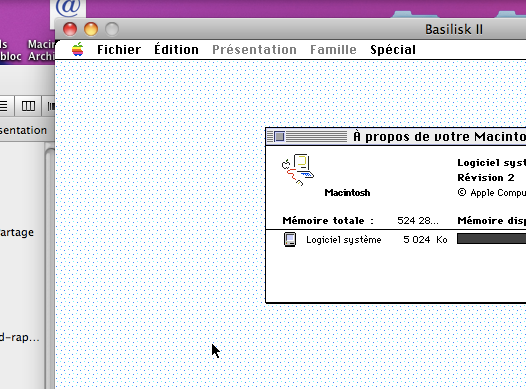 @
ls Macin
bloc Archi
Basilisk II
Fichier Édition Présentation Famille Spécial
sentation
À propos de votre Macinto
Logiciel syst
Révision 2
Macintosh © Apple Compu
Mémoire totale : 524 28... Mémoire disp
Logiciel système 5 024 Ko
artage
d-rap...